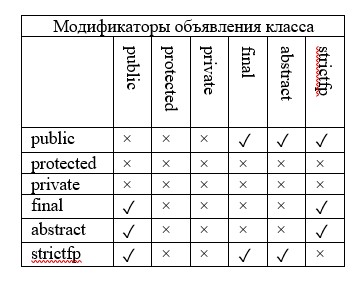 Модификаторы объявления класса
public protected private final abstract strictfp
public × × × ✓ ✓ ✓
protected × × × × × ×
private × × × × × ×
final ✓ × × × × ✓
abstract ✓ × × × × ✓
strictfp ✓ × × ✓ ✓ ×